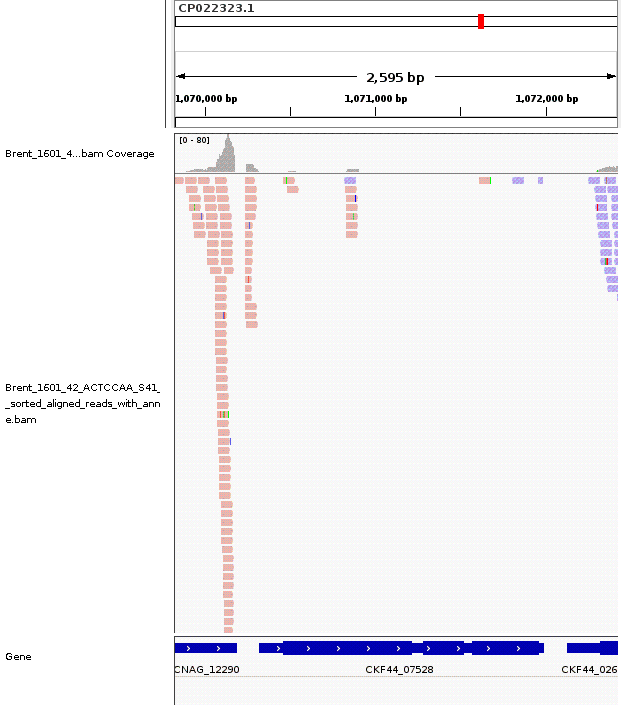 CP022323.1
2,595 bp
1,070,000 bp 1,071,000 bp 1,072,000 bp
[0 - 80]
Brent_1601_4...bam Coverage
Brent_1601_42_ACTCCAA_S41_
_sorted_aligned_reads_with_ann
e.bam
Gene
CNAG_12290 CKF44_07528 CKF44_026